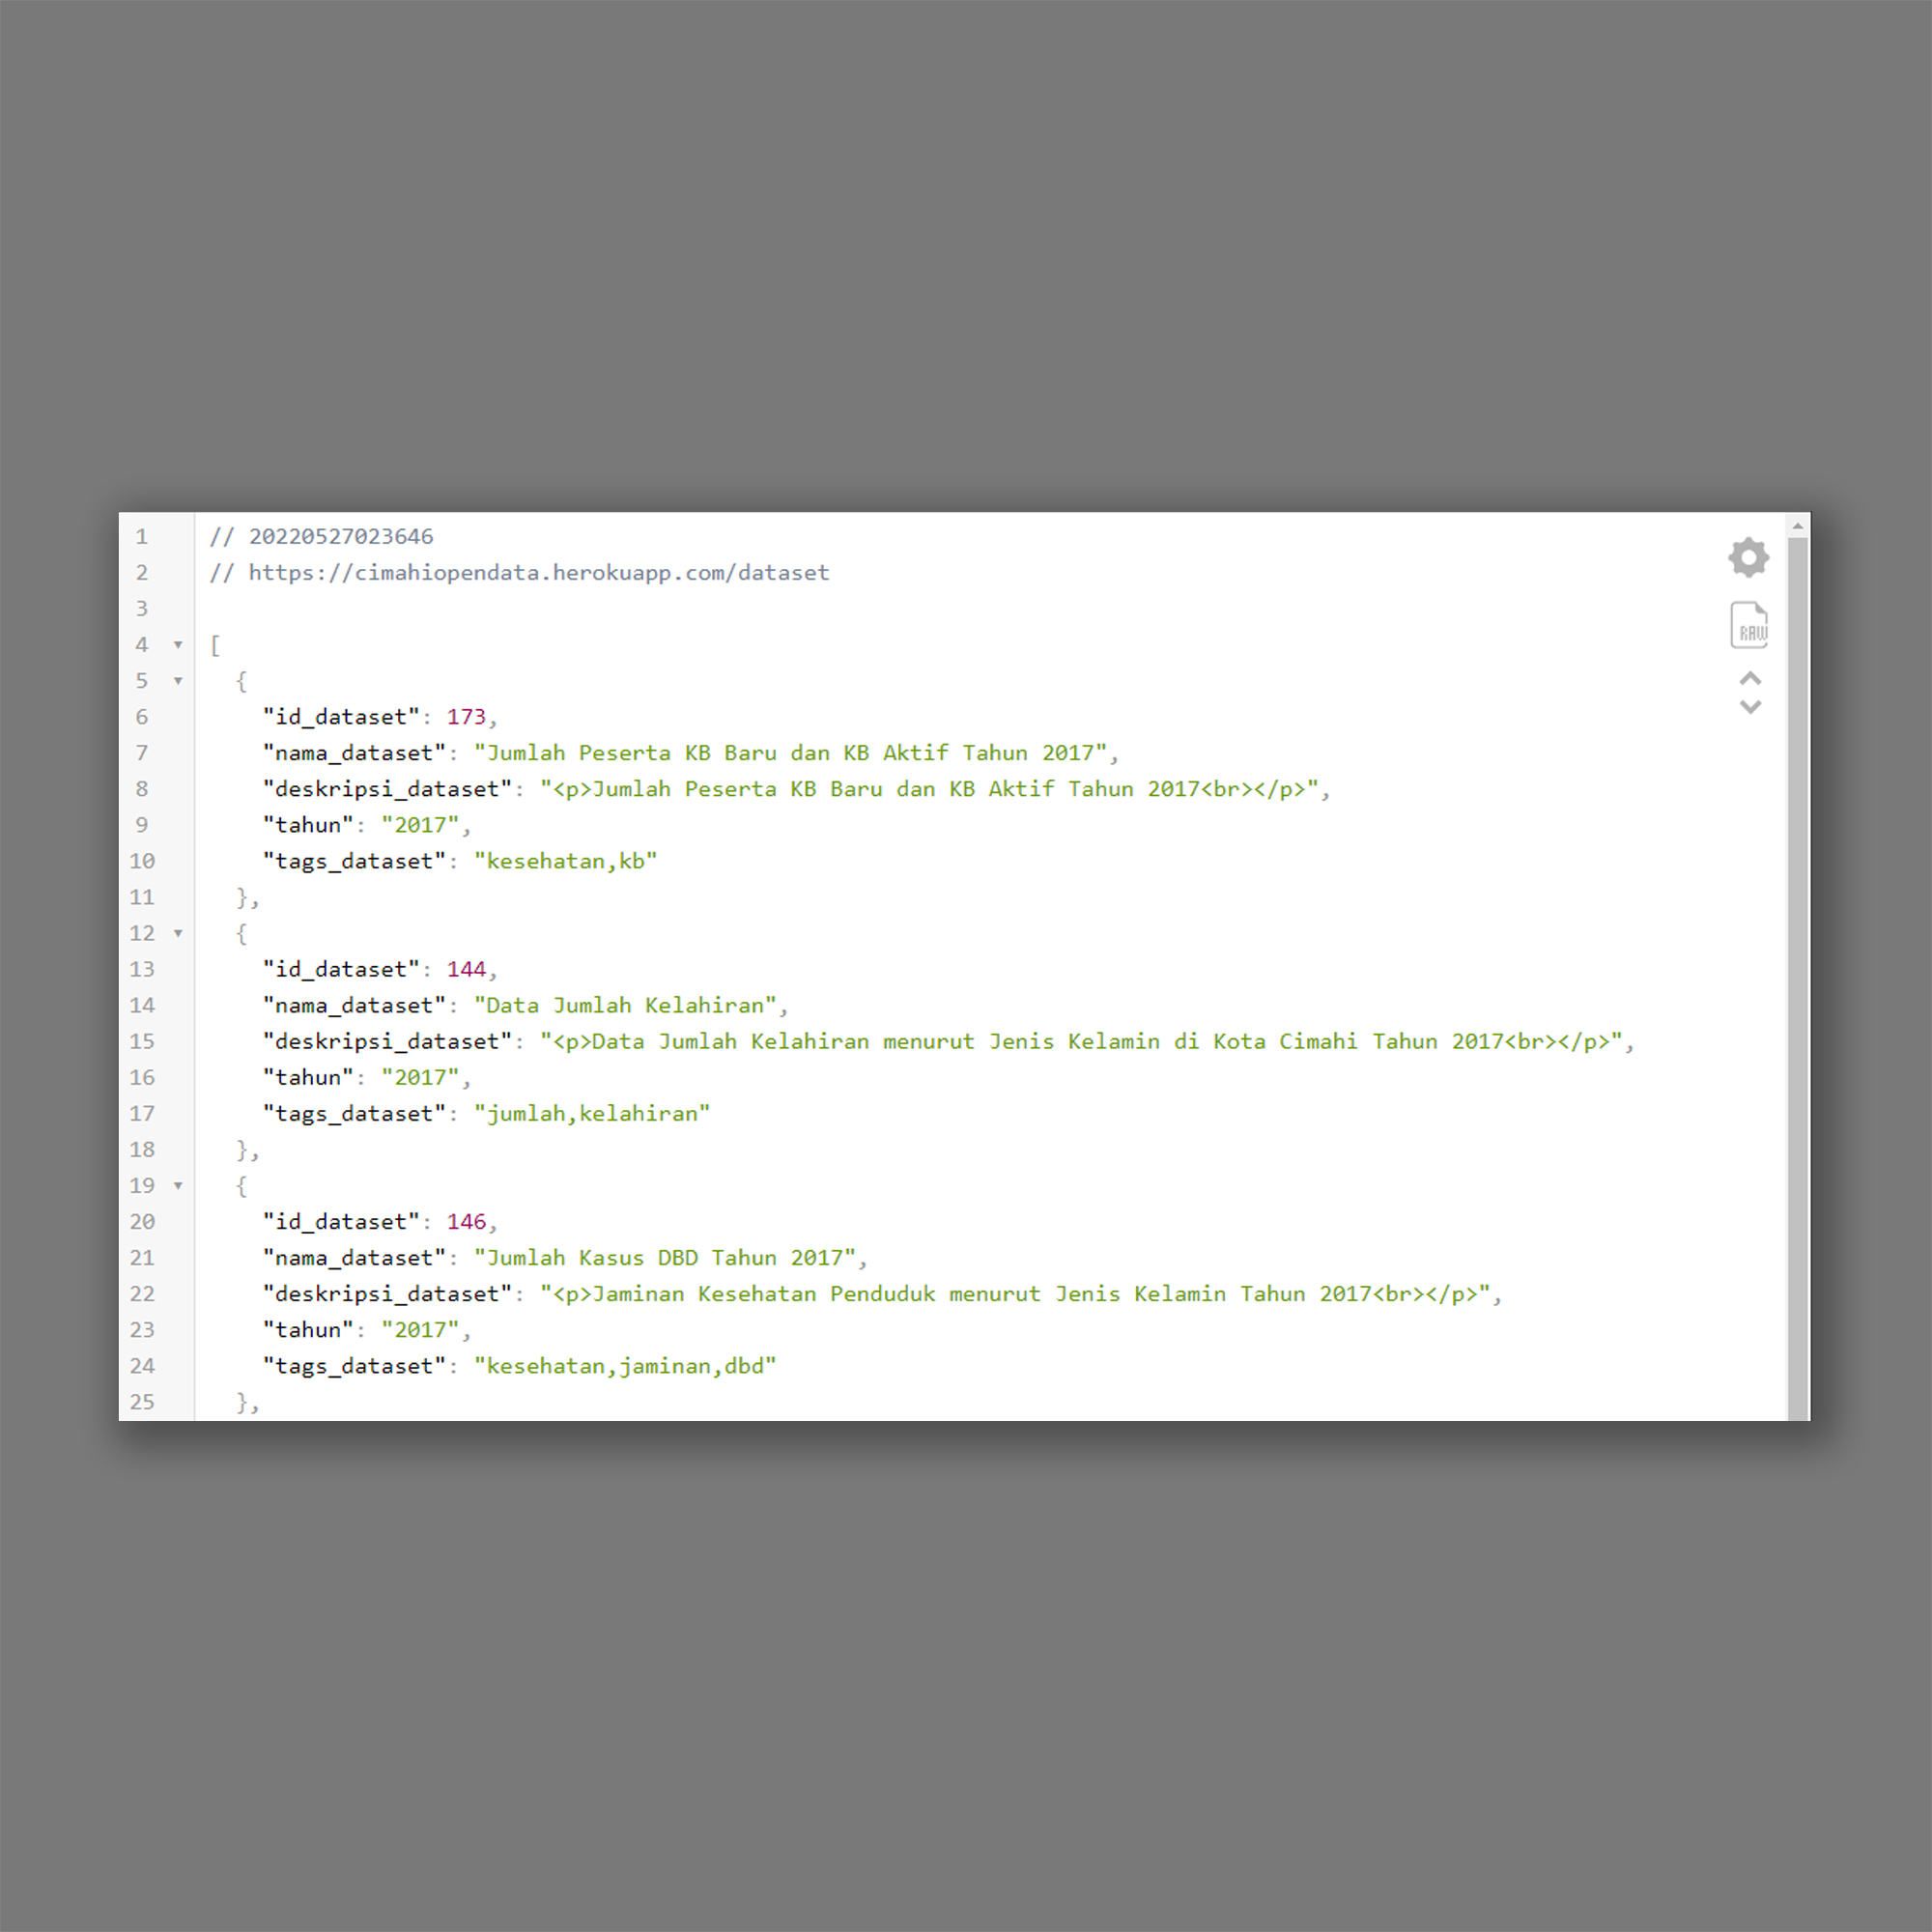 1 // 20220527023646
2 // https://cimahiopendata.herokuapp.com/dataset
3
4 [
5 {
6 "id_dataset": 173,
7 "nama_dataset": "Jumlah Peserta KB Baru dan KB Aktif Tahun 2017",
8 "deskripsi_dataset": "<p>Jumlah Peserta KB Baru dan KB Aktif Tahun 2017<br></p>",
9 "tahun": "2017",
10 "tags_dataset": "kesehatan,kb"
11 },
12 {
13 "id_dataset": 144,
14 "nama_dataset": "Data Jumlah Kelahiran",
15 "deskripsi_dataset": "<p>Data Jumlah Kelahiran menurut Jenis Kelamin di Kota Cimahi Tahun 2017<br></p>",
16 "tahun": "2017",
17 "tags_dataset": "jumlah,kelahiran"
18 },
19 {
20 "id_dataset": 146,
21 "nama_dataset": "Jumlah Kasus DBD Tahun 2017",
22 "deskripsi_dataset": "<p>Jaminan Kesehatan Penduduk menurut Jenis Kelamin Tahun 2017<br></p>",
23 "tahun": "2017",
24 "tags_dataset": "kesehatan,jaminan,dbd"
25 },
RAW